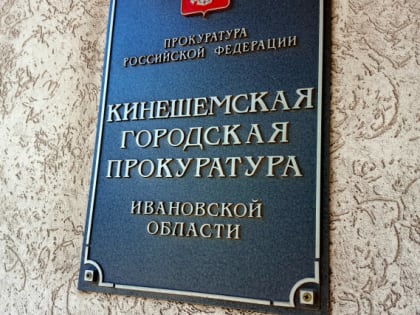 ПРОКУРАТУРА
РОССИЙСКОЙ ФЕДЕРАЦИИ
КИНЕШЕМСКАЯ
ГОРОДСКАЯ
ПРОКУРАТУРА
ИВАНОВСКОЙ
ОБЛАСТИ